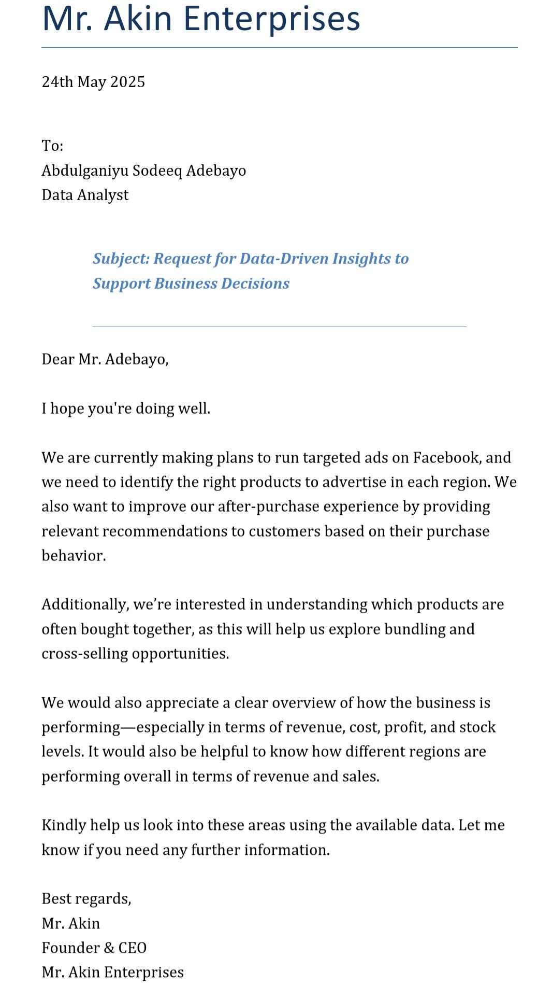 Mr. Akin Enterprises
24th May 2025
To:
Abdulganiyu Sodeeq Adebayo
Data Analyst
Subject: Request for Data-Driven Insights to
Support Business Decisions
Dear Mr. Adebayo,
I hope you're doing well.
We are currently making plans to run targeted ads on Facebook, and
we need to identify the right products to advertise in each region. We
also want to improve our after-purchase experience by providing
relevant recommendations to customers based on their purchase
behavior.
Additionally, we’re interested in understanding which products are
often bought together, as this will help us explore bundling and
cross-selling opportunities.
We would also appreciate a clear overview of how the business is
performing—especially in terms of revenue, cost, profit, and stock
levels. It would also be helpful to know how different regions are
performing overall in terms of revenue and sales.
Kindly help us look into these areas using the available data. Let me
know if you need any further information.
Best regards,
Mr. Akin
Founder & CEO
Mr. Akin Enterprises